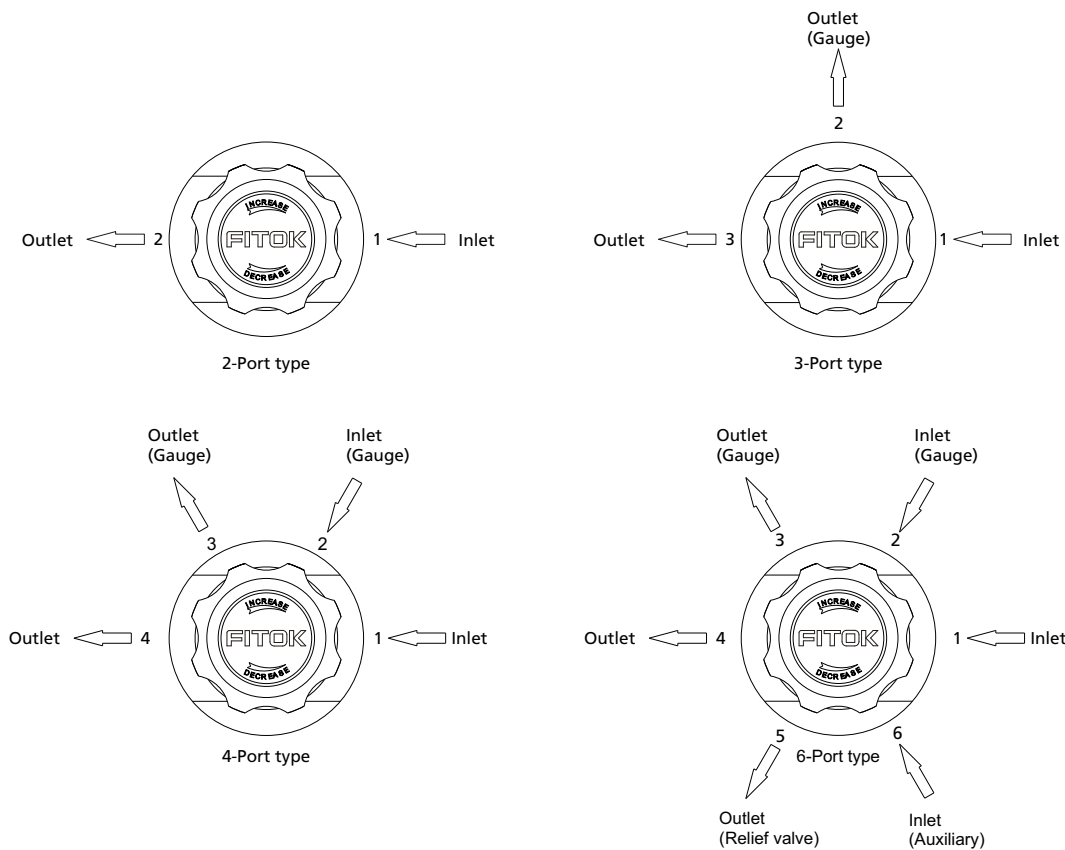 Outlet
(Gauge)
2
INCREASE
FITOK
DECREASE
Outlet
2
1
Inlet
2-Port type
INCREASE
FITOK
DECREASE
Outlet
3
1
Inlet
3-Port type
Outlet
(Gauge)
Inlet
(Gauge)
3
2
INCREASE
FITOK
DECREASE
Outlet
4
1
Inlet
4-Port type
Outlet
(Gauge)
Inlet
(Gauge)
3
2
INCREASE
FITOK
DECREASE
Outlet
4
1
Inlet
5
6
6-Port type
Outlet
(Relief valve)
Inlet
(Auxiliary)